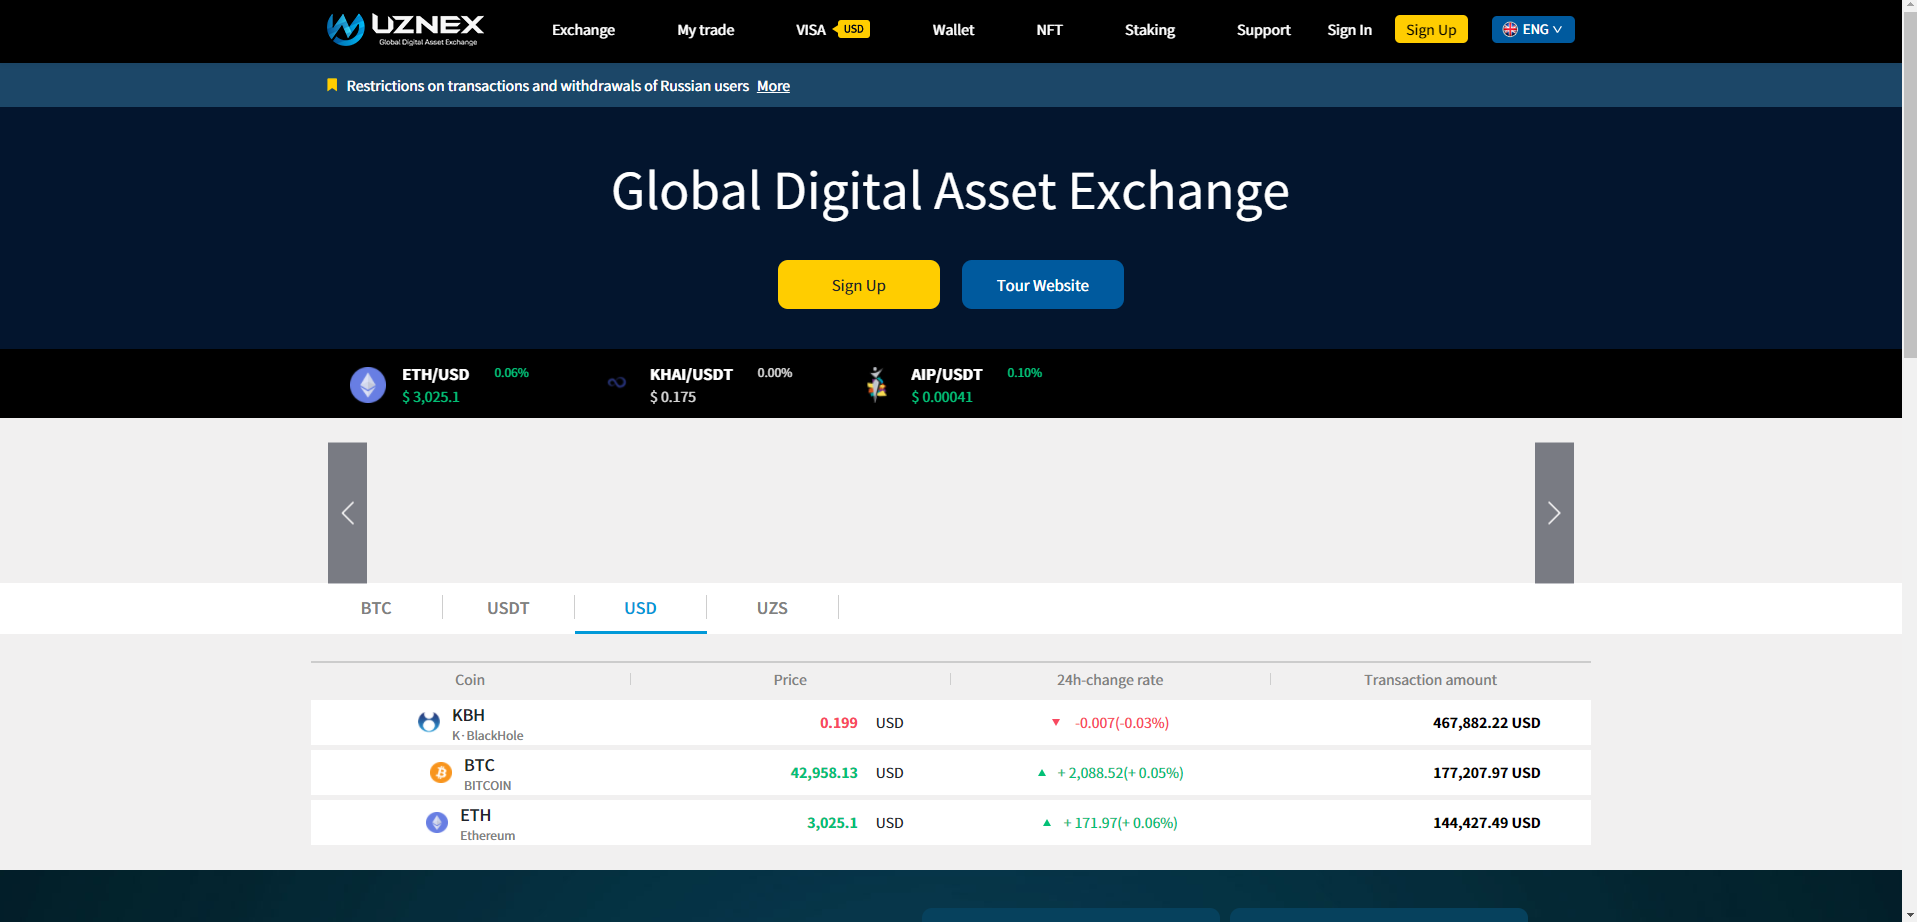 UZNEX
Global Digital Asset Exchange
Exchange My trade VISA USD Wallet NFT Staking Support Sign In Sign Up ENG
Restrictions on transactions and withdrawals of Russian users More
Global Digital Asset Exchange
Sign Up Tour Website
ETH/USD 0.06%
$ 3,025.1
KHAI/USDT 0.00%
$ 0.175
AIP/USDT 0.10%
$ 0.00041
BTC USDT USD UZS
Coin Price 24h-change rate Transaction amount
KBH 0.199 USD -0.007(-0.03%) 467,882.22 USD
K·BlackHole
BTC 42,958.13 USD + 2,088.52(+ 0.05%) 177,207.97 USD
BITCOIN
ETH 3,025.1 USD + 171.97(+ 0.06%) 144,427.49 USD
Ethereum